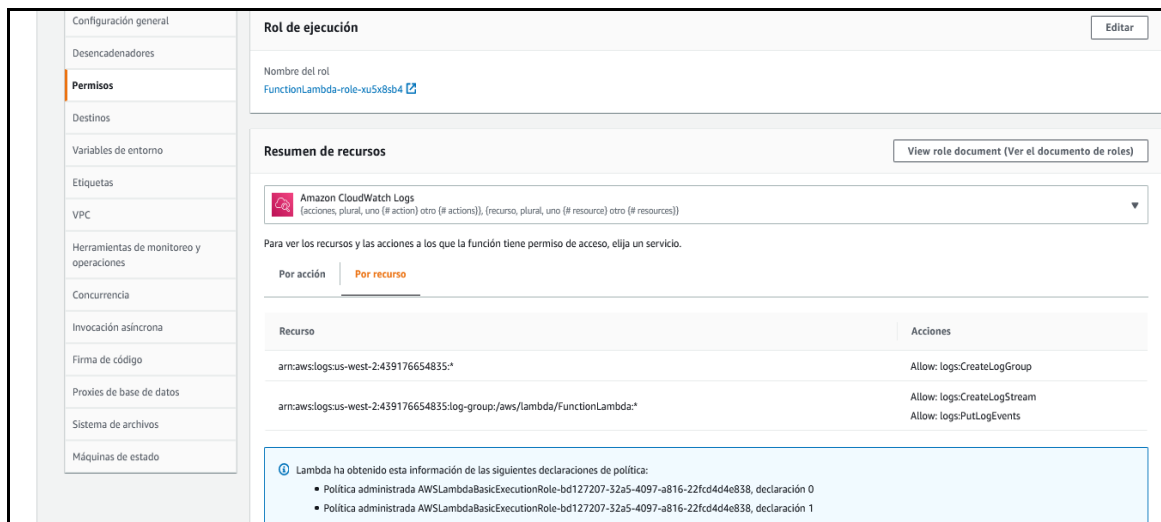 Configuración general
Desencadenadores
Permisos
Destinos
Variables de entorno
Etiquetas
VPC
Herramientas de monitoreo y
operaciones
Concurrencia
Invocación asíncrona
Firma de código
Proxies de base de datos
Sistema de archivos
Máquinas de estado
Rol de ejecución
Editar
Nombre del rol
FunctionLambda-role-xu5x8sb4
Resumen de recursos
View role document (Ver el documento de roles)
Amazon CloudWatch Logs
{acciones, plural, uno {# action} otro {# actions}}, {recurso, plural, uno {# resource} otro {# resources}}
Para ver los recursos y las acciones a los que la función tiene permiso de acceso, elija un servicio.
Por acción
Por recurso
Recurso
Acciones
arn:aws:logs:us-west-2:439176654835:*
Allow: logs:CreateLogGroup
arn:aws:logs:us-west-2:439176654835:log-group:/aws/lambda/FunctionLambda:*
Allow: logs:CreateLogStream
Allow: logs:PutLogEvents
Lambda ha obtenido esta información de las siguientes declaraciones de política:
• Política administrada AWSLambdaBasicExecutionRole-bd127207-32a5-4097-a816-22fcd4d4e838, declaración 0
• Política administrada AWSLambdaBasicExecutionRole-bd127207-32a5-4097-a816-22fcd4d4e838, declaración 1